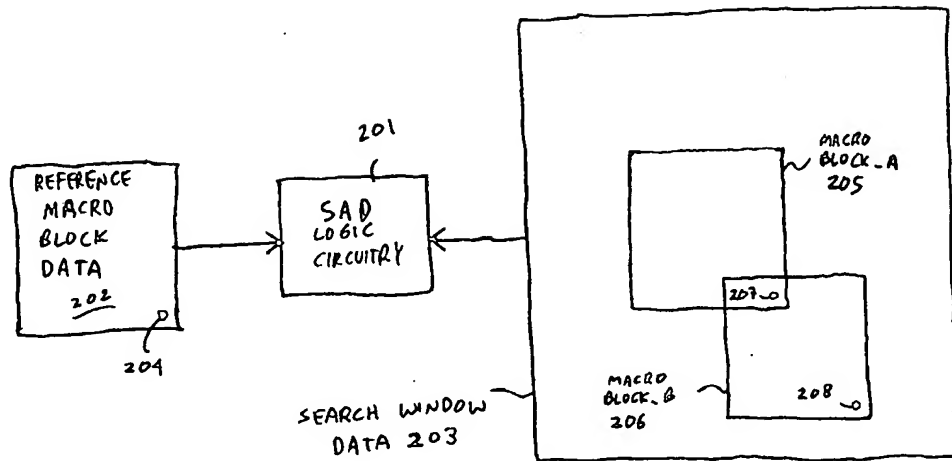 REFERENCE
MACRO
BLOCK
DATA
202
204
201
SAD
LOGIC
CIRCUITRY
SEARCH WINDOW
DATA 203
MACRO
BLOCK_A
205
207
MACRO
BLOCK_B
206
208